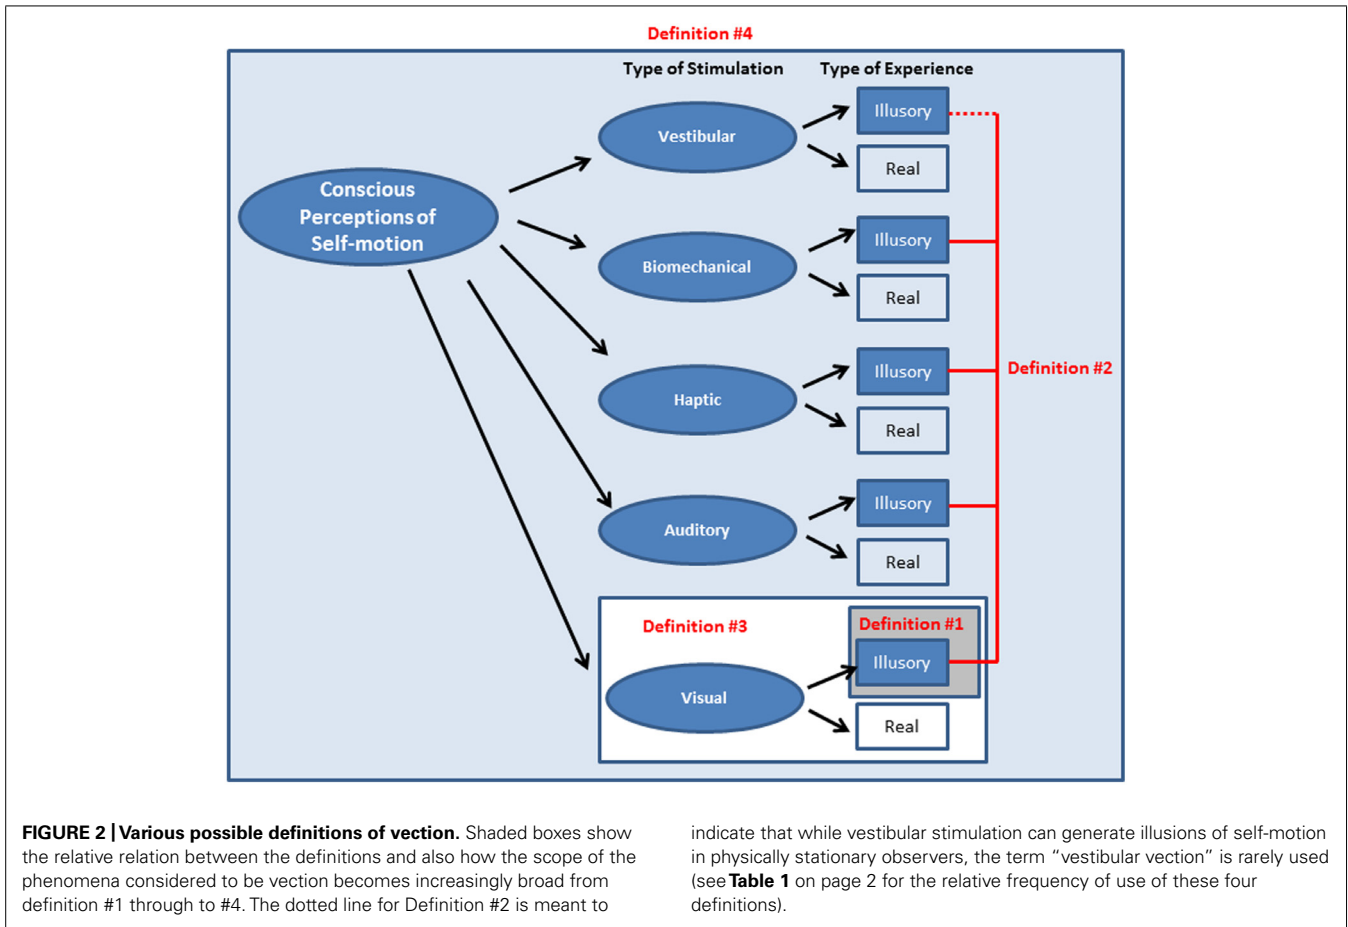 Definition #4
Type of Stimulation
Type of Experience
Conscious
Perceptions of
Self-motion
Vestibular
Illusory
Real
Biomechanical
Illusory
Real
Haptic
Illusory
Real
Definition #2
Auditory
Illusory
Real
Definition #3
Definition #1
Visual
Illusory
Real
FIGURE 2 | Various possible definitions of vection. Shaded boxes show
the relative relation between the definitions and also how the scope of the
phenomena considered to be vection becomes increasingly broad from
definition #1 through to #4. The dotted line for Definition #2 is meant to
indicate that while vestibular stimulation can generate illusions of self-motion
in physically stationary observers, the term “vestibular vection” is rarely used
(see Table 1 on page 2 for the relative frequency of use of these four
definitions).